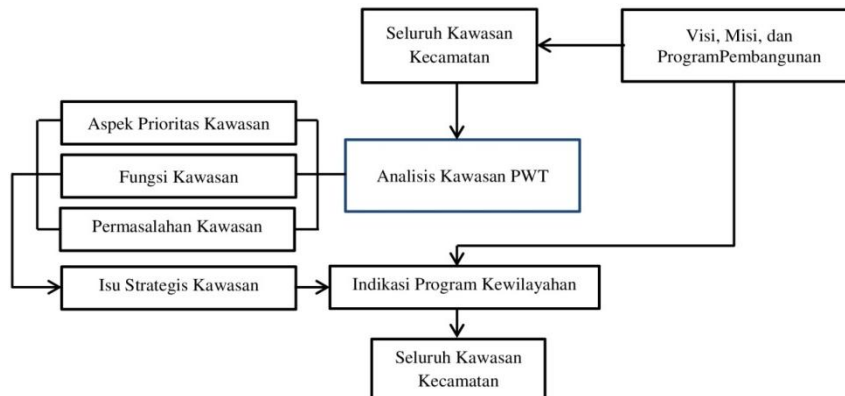 Seluruh Kawasan
Kecamatan
Visi, Misi, dan
ProgramPembangunan
Aspek Prioritas Kawasan
Fungsi Kawasan
Analisis Kawasan PWT
Permasalahan Kawasan
Isu Strategis Kawasan
Indikasi Program Kewilayahan
Seluruh Kawasan
Kecamatan